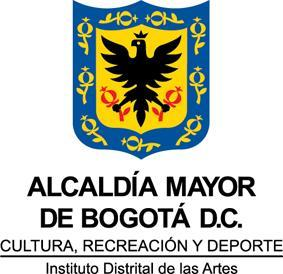 ALCALDÍA MAYOR
DE BOGOTÁ D.C.
CULTURA, RECREACIÓN Y DEPORTE
Instituto Distrital de las Artes